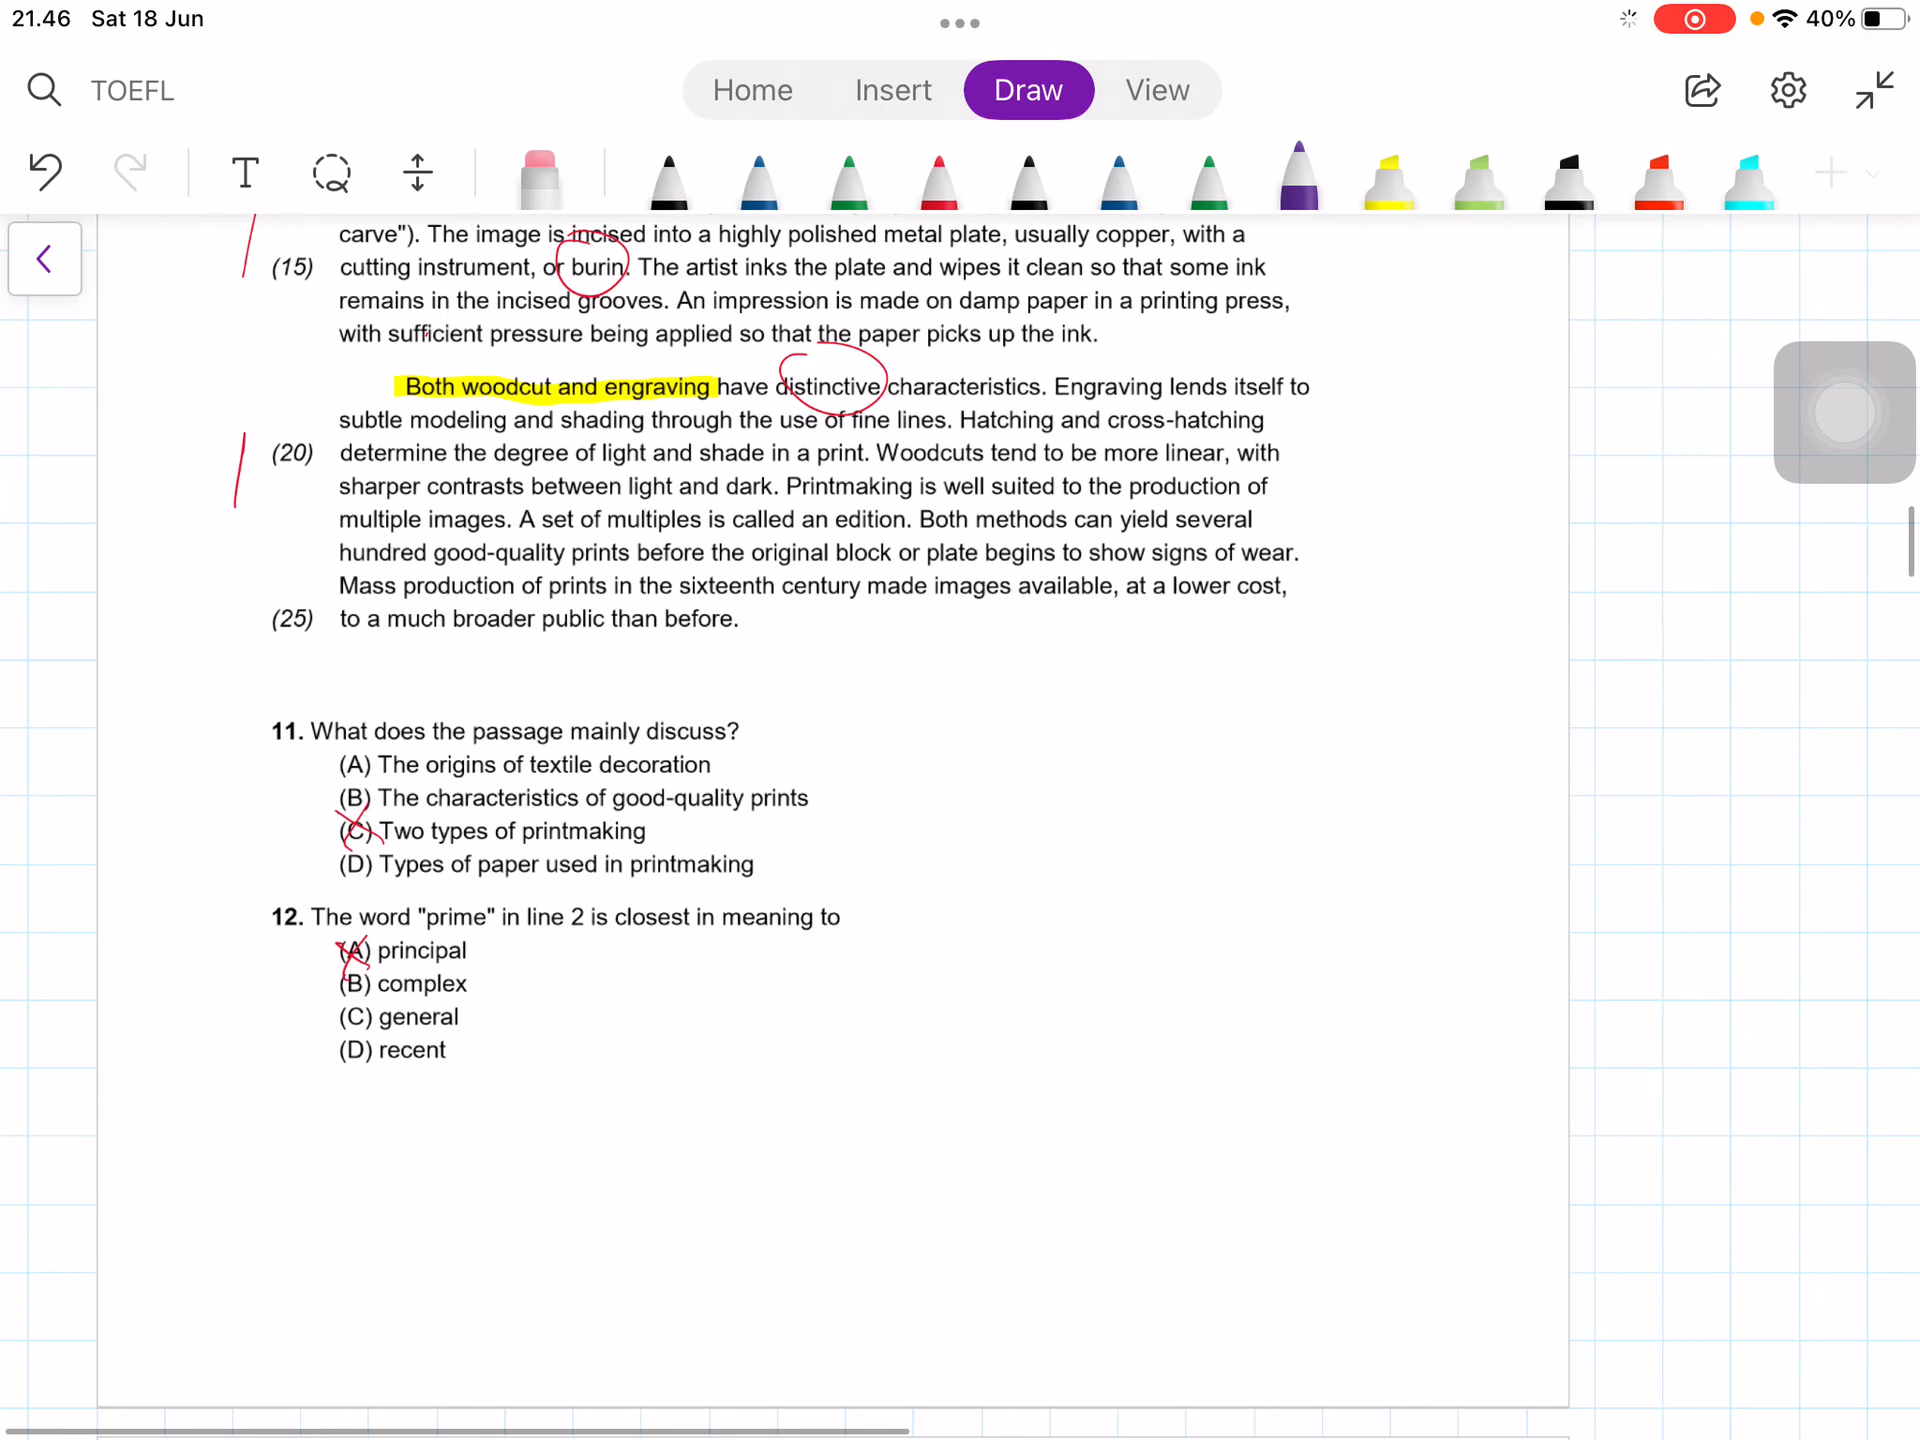 21.46 Sat 18 Jun
40%
TOEFL
Home Insert Draw View
T
carve"). The image is incised into a highly polished metal plate, usually copper, with a
(15) cutting instrument, or burin. The artist inks the plate and wipes it clean so that some ink
remains in the incised grooves. An impression is made on damp paper in a printing press,
with sufficient pressure being applied so that the paper picks up the ink.
Both woodcut and engraving have distinctive characteristics. Engraving lends itself to
subtle modeling and shading through the use of fine lines. Hatching and cross-hatching
(20) determine the degree of light and shade in a print. Woodcuts tend to be more linear, with
sharper contrasts between light and dark. Printmaking is well suited to the production of
multiple images. A set of multiples is called an edition. Both methods can yield several
hundred good-quality prints before the original block or plate begins to show signs of wear.
Mass production of prints in the sixteenth century made images available, at a lower cost,
(25) to a much broader public than before.
11. What does the passage mainly discuss?
(A) The origins of textile decoration
(B) The characteristics of good-quality prints
(C) Two types of printmaking
(D) Types of paper used in printmaking
12. The word "prime" in line 2 is closest in meaning to
(A) principal
(B) complex
(C) general
(D) recent